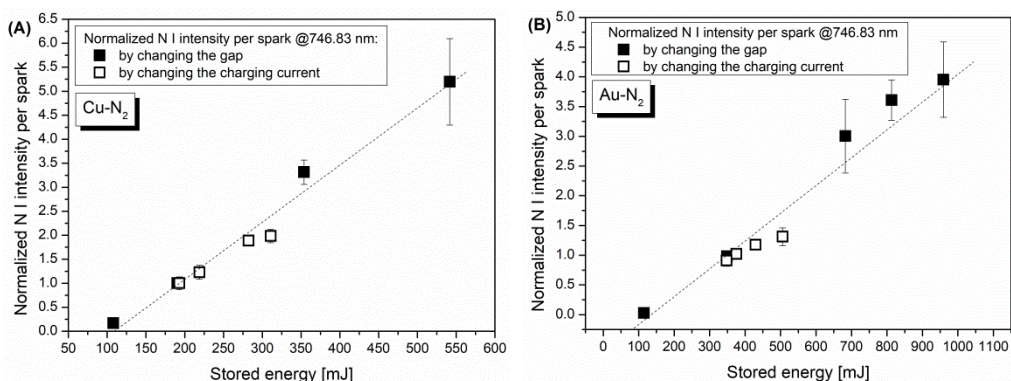 (A)
Normalized N I intensity per spark @746.83 nm:
by changing the gap
by changing the charging current
Cu-N2
Normalized N I intensity per spark
6.5
6.0
5.5
5.0
4.5
4.0
3.5
3.0
2.5
2.0
1.5
1.0
0.5
0.0
50 100 150 200 250 300 350 400 450 500 550 600
Stored energy [mJ]
(B)
Normalized N I intensity per spark @746.83 nm
by changing the gap
by changing the charging current
Au-N2
Normalized N I intensity per spark
5.0
4.5
4.0
3.5
3.0
2.5
2.0
1.5
1.0
0.5
0.0
0 100 200 300 400 500 600 700 800 900 1000 1100
Stored energy [mJ]